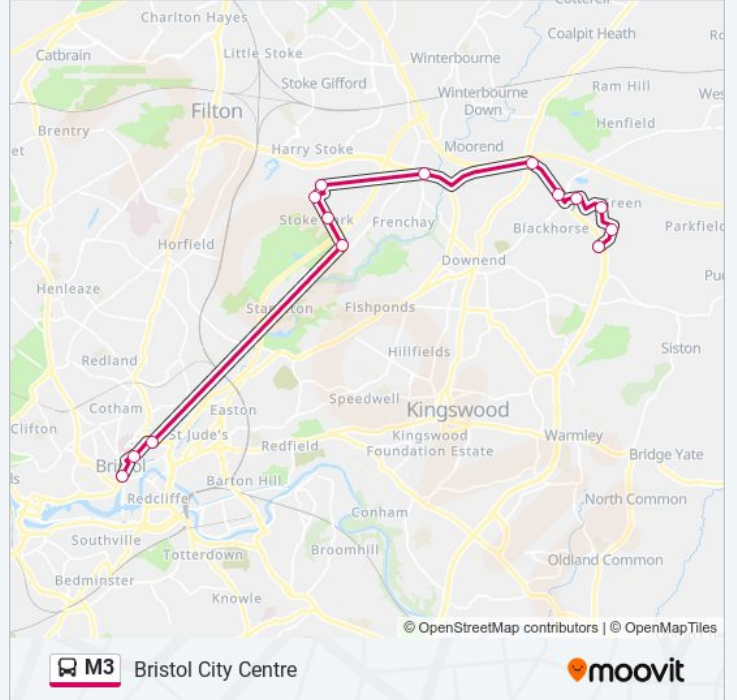 Charlton Hayes
Coalpit Heath
Catbrain
Little Stoke
Winterbourne
Stoke Gifford
Ram Hill
Winterbourne
Down
Filton
Henfield
Brentry
Harry Stoke
Moorend
Stoke Park
Frenchay
Blackhorse
Green
Parkfield
Horfield
Downend
Henleaze
Stapleton
Fishponds
Siston
Hillfields
Redland
Speedwell
Cotham
Easton
Kingswood
Clifton
St Jude's
Kingswood
Foundation Estate
Warmley
Redfield
Bristol
Bridge Yate
Barton Hill
Redcliffe
North Common
Conham
Southville
Totterdown
Broomhill
Oldland Common
Bedminster
Knowle
© OpenStreetMap contributors | © OpenMapTiles
M3 Bristol City Centre
moovit